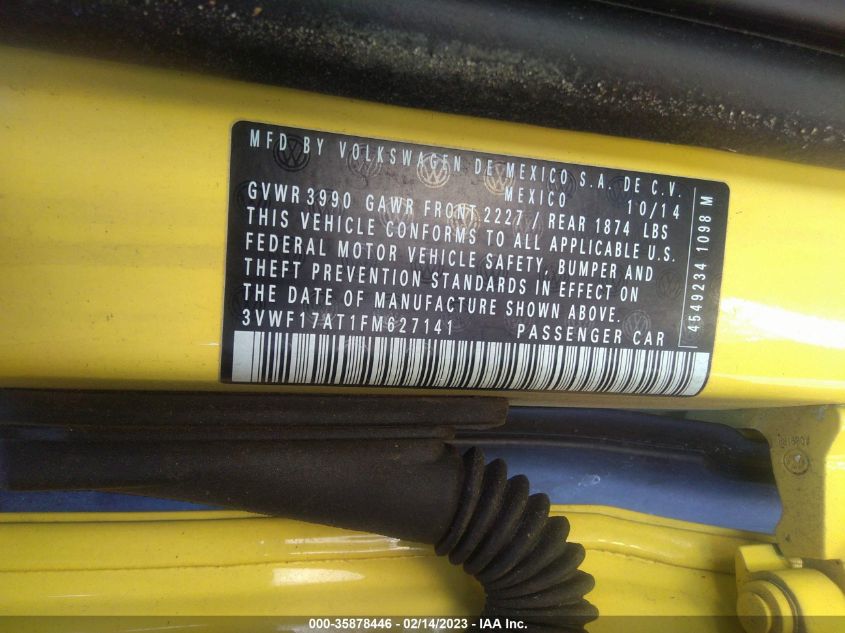 MFD BY VOLKSWAGEN DE MEXICO S.A. DE C.V.
MEXICO 10/14
GVWR 3990 GAWR FRONT 2227 / REAR 1874 LBS
THIS VEHICLE CONFORMS TO ALL APPLICABLE U.S.
FEDERAL MOTOR VEHICLE SAFETY, BUMPER AND
THEFT PREVENTION STANDARDS IN EFFECT ON
THE DATE OF MANUFACTURE SHOWN ABOVE.
3VWF17AT1FM627141 PASSENGER CAR
4549234 1098 M
000-35878446 - 02/14/2023 - IAA Inc.